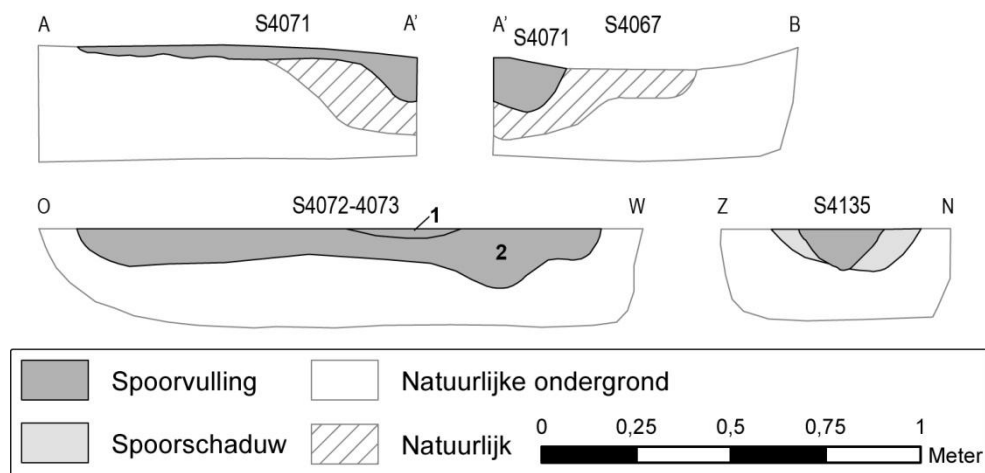 A S4071 A' A' S4067 B
S4071
O S4072-4073 W Z S4135 N
1
2
Spoorvulling Natuurlijke ondergrond
Spoorschaduw Natuurlijk
0 0,25 0,5 0,75 1
Meter